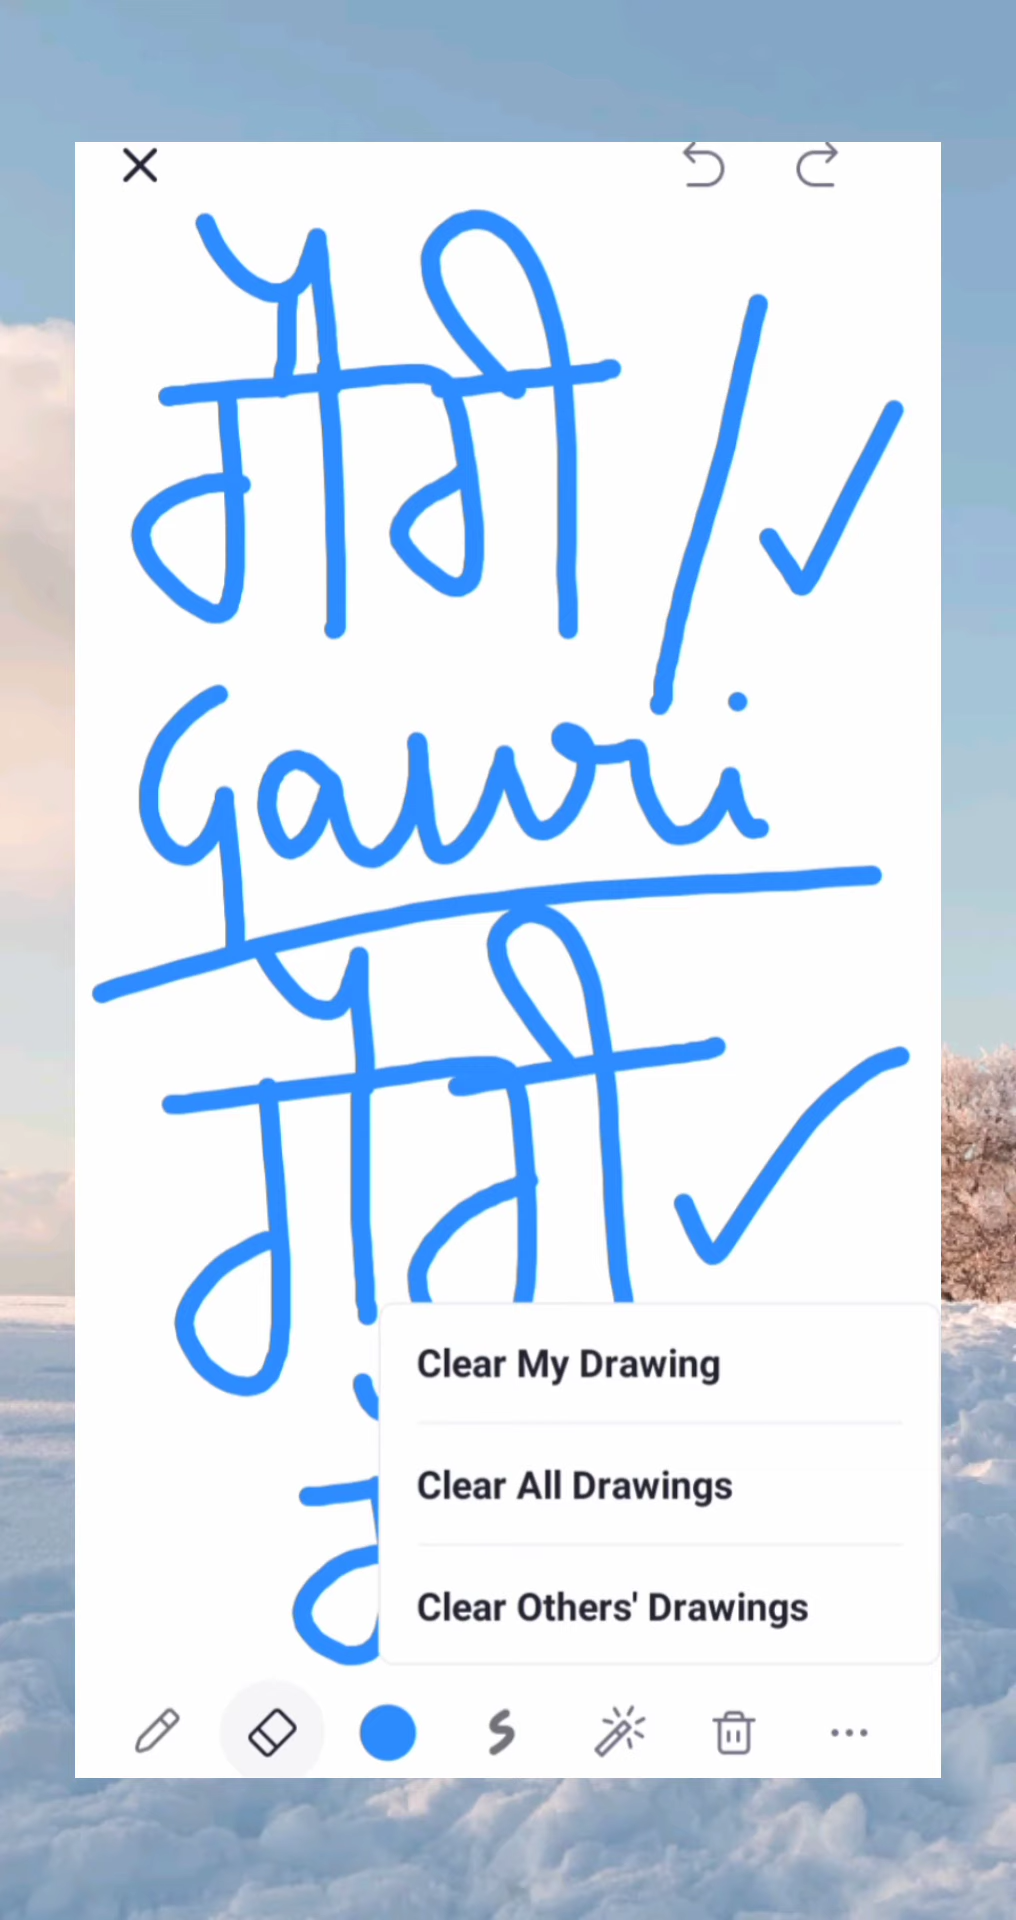 ਗੌਰੀ / ✓
Gauri
ਗੌਰੀ ✓
Clear My Drawing
Clear All Drawings
Clear Others' Drawings